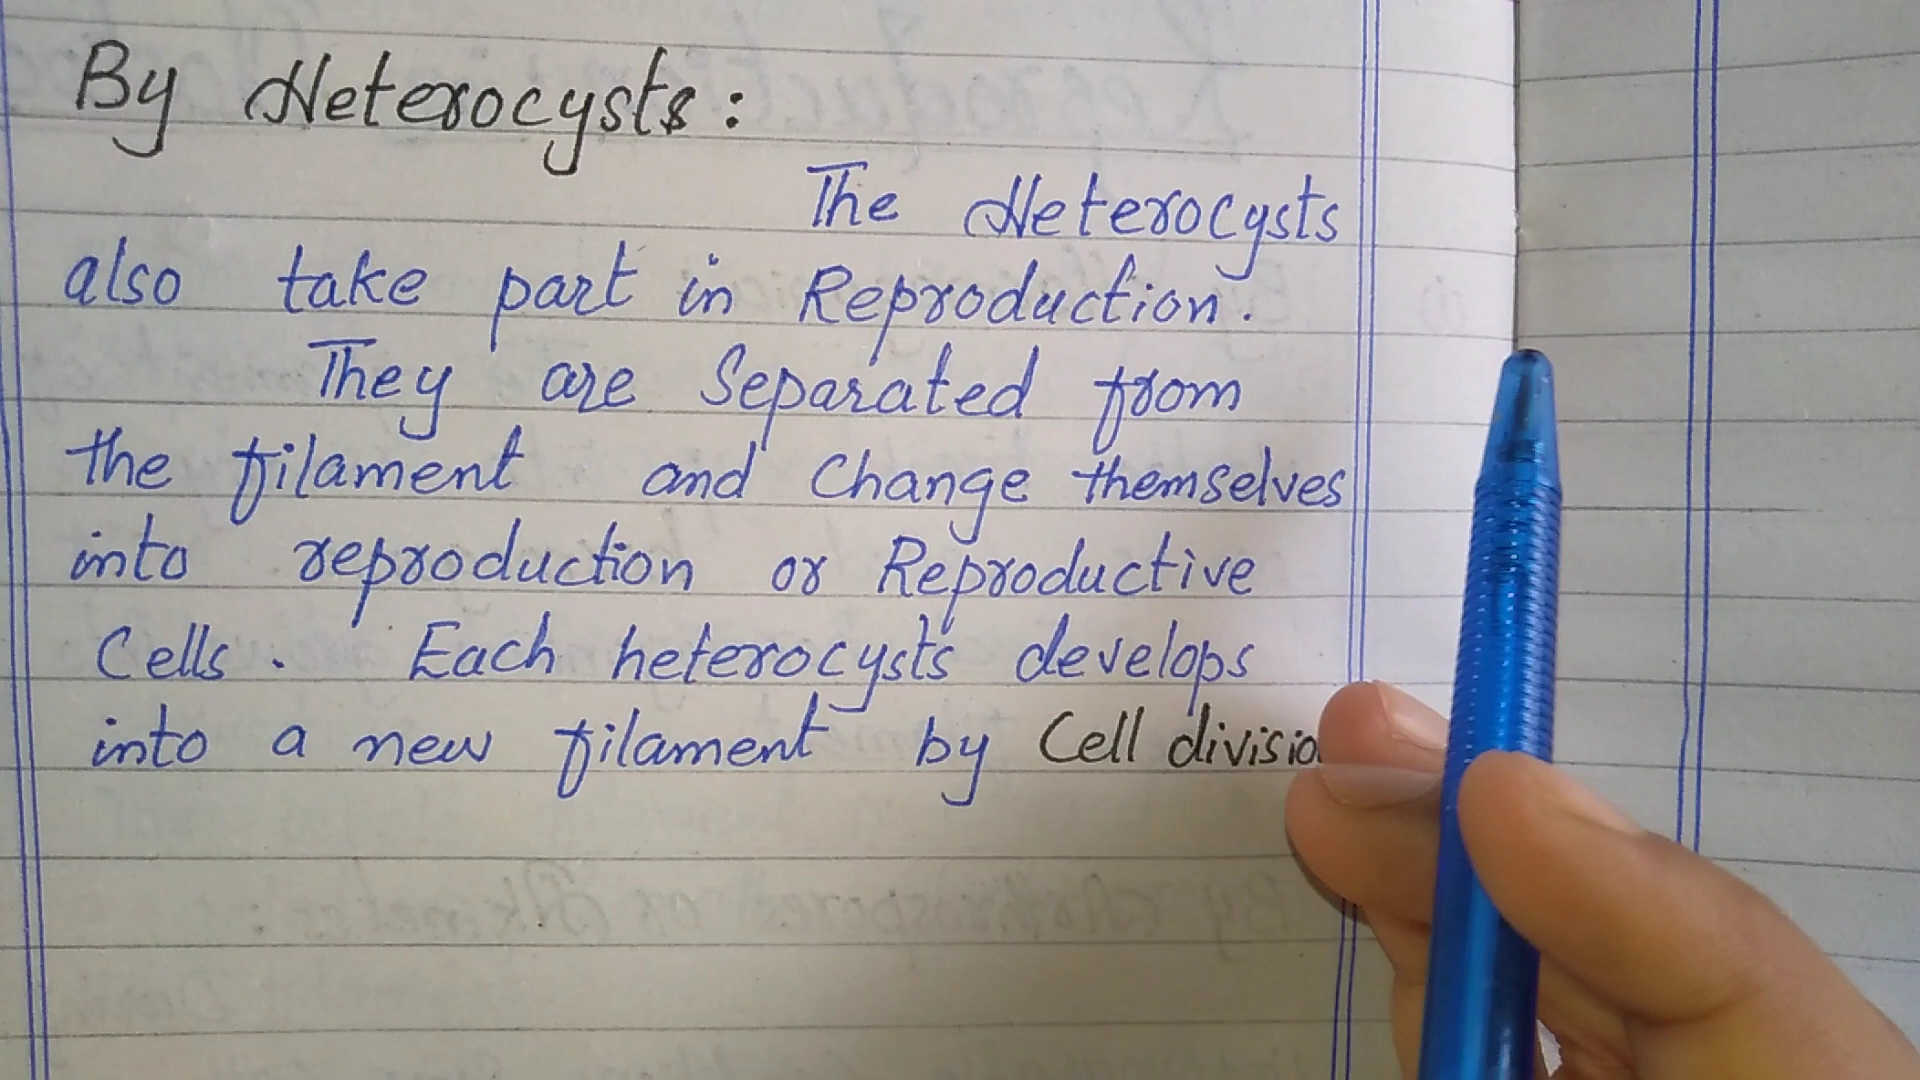 By Heterocysts:
The Heterocysts
also take part in Reproduction.
They are Separated from
the filament and Change themselves
into reproduction or Reproductive
Cells. Each heterocysts develops
into a new filament by Cell divisio